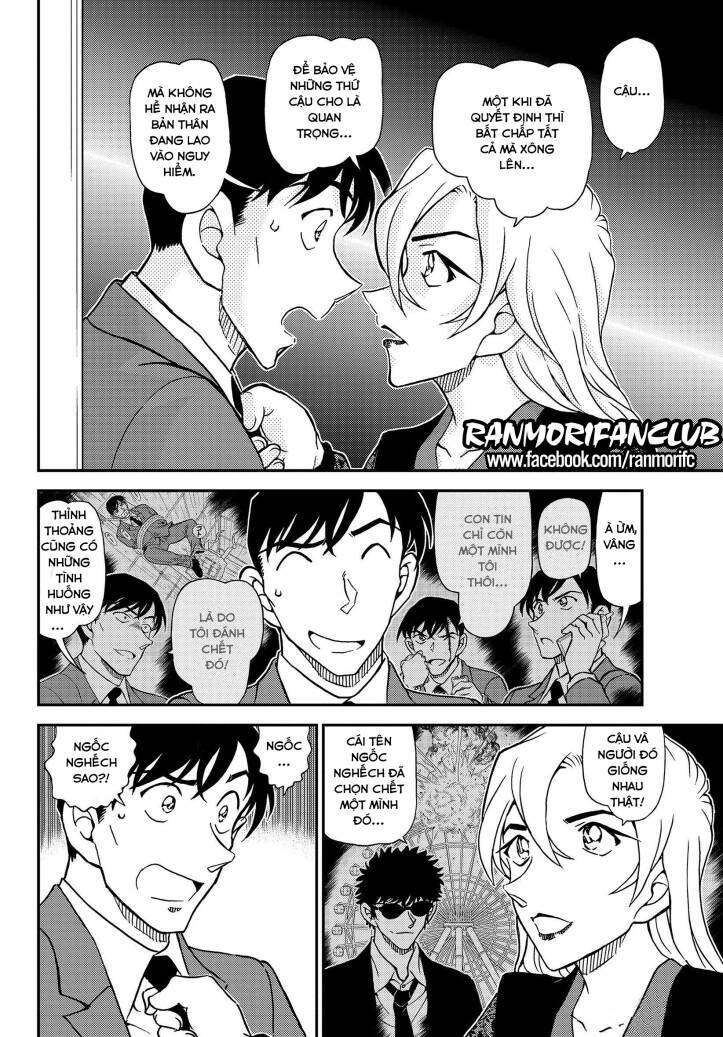 CẬU...
MỘT KHI ĐÃ
QUYẾT ĐỊNH THÌ
BẤT CHẤP TẤT
CẢ MÀ XÔNG
LÊN...
ĐỂ BẢO VỆ
NHỮNG THỨ
CẬU CHO LÀ
QUAN
TRỌNG...
MÀ KHÔNG
HỀ NHẬN RA
BẢN THÂN
ĐANG LAO
VÀO NGUY
HIỂM.
RANMORIFANCLUB
www.facebook.com/ranmorifc
À ỪM,
VÂNG
...
KHÔNG
ĐƯỢC!
CON TIN
CHỈ CÒN
MỘT MÌNH
TÔI
THÔI...
LÀ DO
TÔI ĐÁNH
CHẾT
ĐÓ!
THỈNH
THOẢNG
CŨNG CÓ
NHỮNG
TÌNH
HUỐNG
NHƯ VẬY
...
CẬU VÀ
NGƯỜI ĐÓ
GIỐNG
NHAU
THẬT!
CÁI TÊN
NGỐC
NGHẾCH ĐÃ
CHỌN CHẾT
MỘT MÌNH
ĐÓ...
NGỐC
...
NGỐC
NGHẾCH
SAO?!